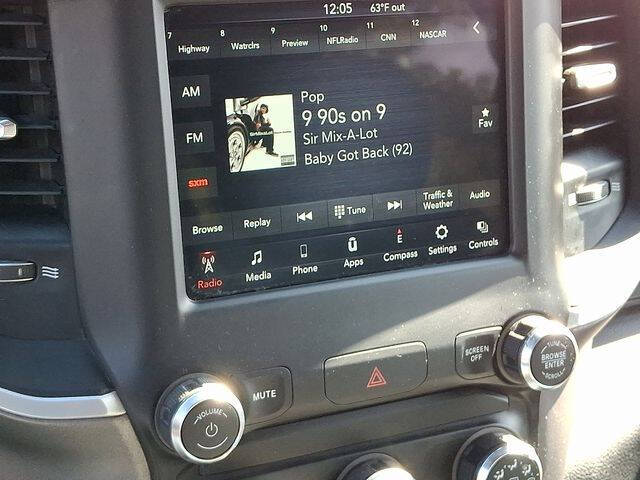 12:05 63°F out
7 Highway 8 Watrclrs 9 Preview 10 NFLRadio 11 CNN 12 NASCAR
AM
FM
sxm
Pop
9 90s on 9
Sir Mix-A-Lot
Baby Got Back (92)
Fav
Browse Replay Tune Traffic & Weather Audio
Radio Media Phone Apps E Compass Settings Controls
MUTE
SCREEN OFF
VOLUME
TUNE
BROWSE
ENTER
SCROLL